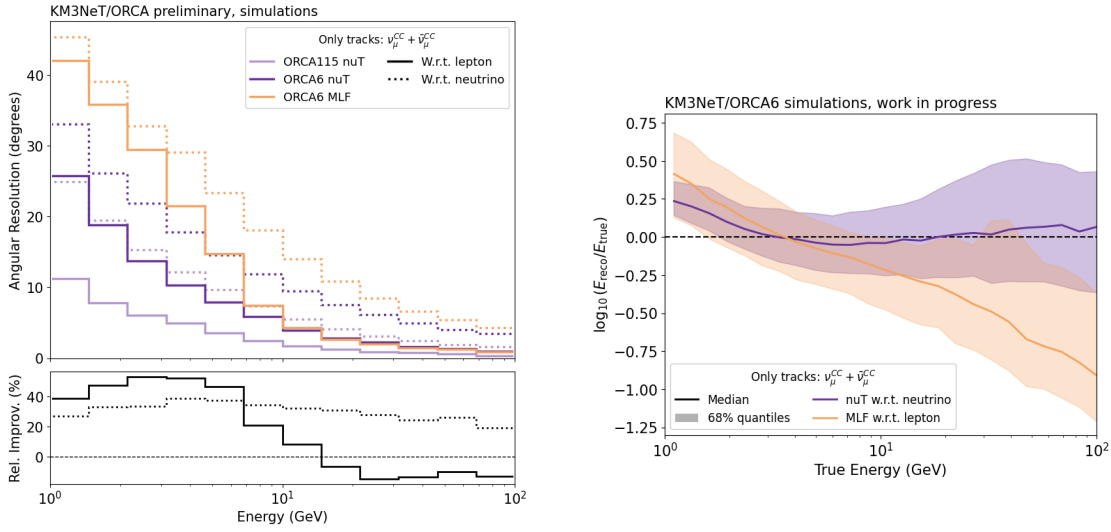 KM3NeT/ORCA preliminary, simulations
Only tracks: ν_μ^CC + ν̄_μ^CC
ORCA115 nuT
W.r.t. lepton
ORCA6 nuT
W.r.t. neutrino
ORCA6 MLF
Angular Resolution (degrees)
40
30
20
10
0
Rel. Improv. (%)
40
20
0
10^0
10^1
10^2
Energy (GeV)
KM3NeT/ORCA6 simulations, work in progress
log10(E_reco/E_true)
0.75
0.50
0.25
0.00
−0.25
−0.50
−0.75
−1.00
−1.25
Only tracks: ν_μ^CC + ν̄_μ^CC
Median
nuT w.r.t. neutrino
68% quantiles
MLF w.r.t. lepton
10^0
10^1
10^2
True Energy (GeV)